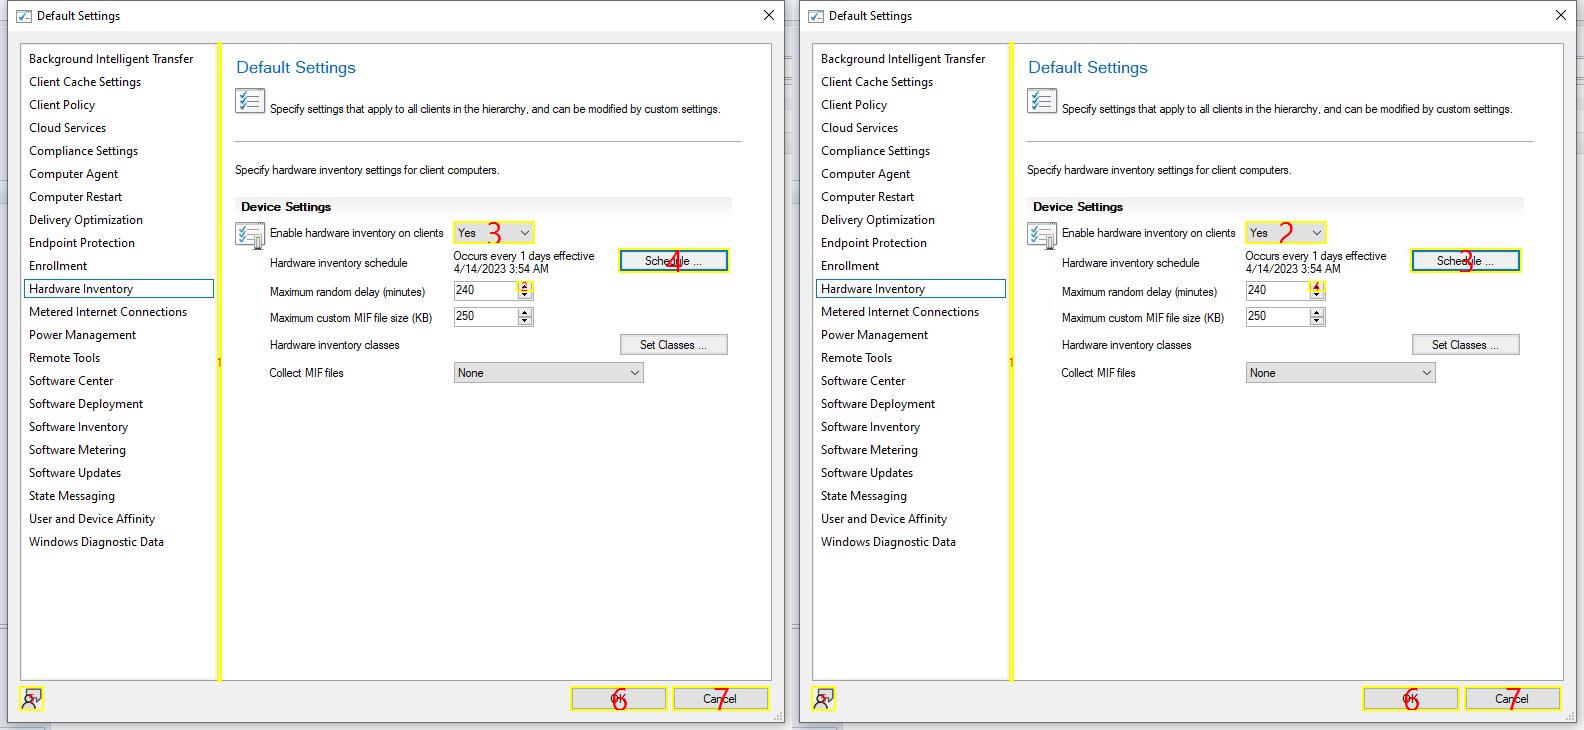 Default Settings
Background Intelligent Transfer
Client Cache Settings
Client Policy
Cloud Services
Compliance Settings
Computer Agent
Computer Restart
Delivery Optimization
Endpoint Protection
Enrollment
Hardware Inventory
Metered Internet Connections
Power Management
Remote Tools
Software Center
Software Deployment
Software Inventory
Software Metering
Software Updates
State Messaging
User and Device Affinity
Windows Diagnostic Data
1
Default Settings
Specify settings that apply to all clients in the hierarchy, and can be modified by custom settings.
Specify hardware inventory settings for client computers.
Device Settings
Enable hardware inventory on clients Yes 3
Hardware inventory schedule Occurs every 1 days effective
4/14/2023 3:54 AM Schedule ... 4
Maximum random delay (minutes) 240 2
Maximum custom MIF file size (KB) 250
Hardware inventory classes Set Classes ...
Collect MIF files None
OK 6 Cancel 7
Default Settings
Background Intelligent Transfer
Client Cache Settings
Client Policy
Cloud Services
Compliance Settings
Computer Agent
Computer Restart
Delivery Optimization
Endpoint Protection
Enrollment
Hardware Inventory
Metered Internet Connections
Power Management
Remote Tools
Software Center
Software Deployment
Software Inventory
Software Metering
Software Updates
State Messaging
User and Device Affinity
Windows Diagnostic Data
1
Default Settings
Specify settings that apply to all clients in the hierarchy, and can be modified by custom settings.
Specify hardware inventory settings for client computers.
Device Settings
Enable hardware inventory on clients Yes 2
Hardware inventory schedule Occurs every 1 days effective
4/14/2023 3:54 AM Schedule ... 3
Maximum random delay (minutes) 240 4
Maximum custom MIF file size (KB) 250
Hardware inventory classes Set Classes ...
Collect MIF files None
OK 6 Cancel 7